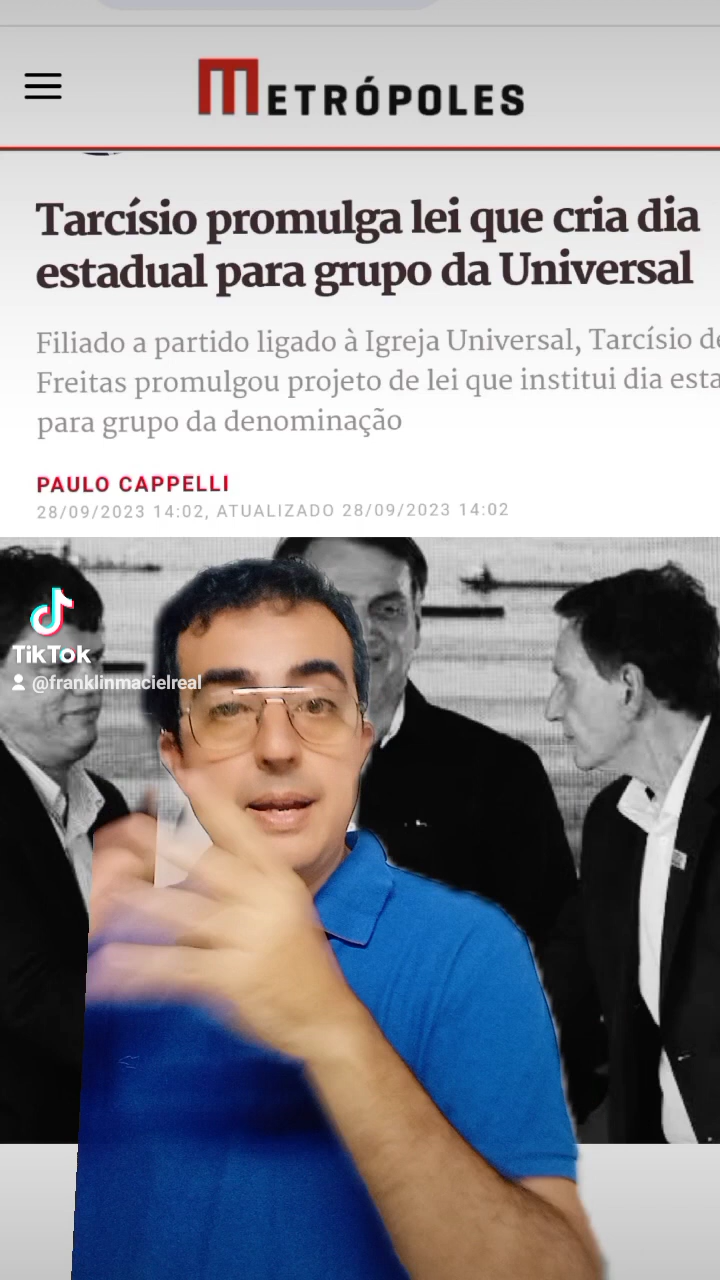 METRÓPOLES
Tarcísio promulga lei que cria dia
estadual para grupo da Universal
Filiado a partido ligado à Igreja Universal, Tarcísio de
Freitas promulgou projeto de lei que institui dia esta
para grupo da denominação
PAULO CAPPELLI
28/09/2023 14:02, ATUALIZADO 28/09/2023 14:02
TikTok
@franklinmacielreal